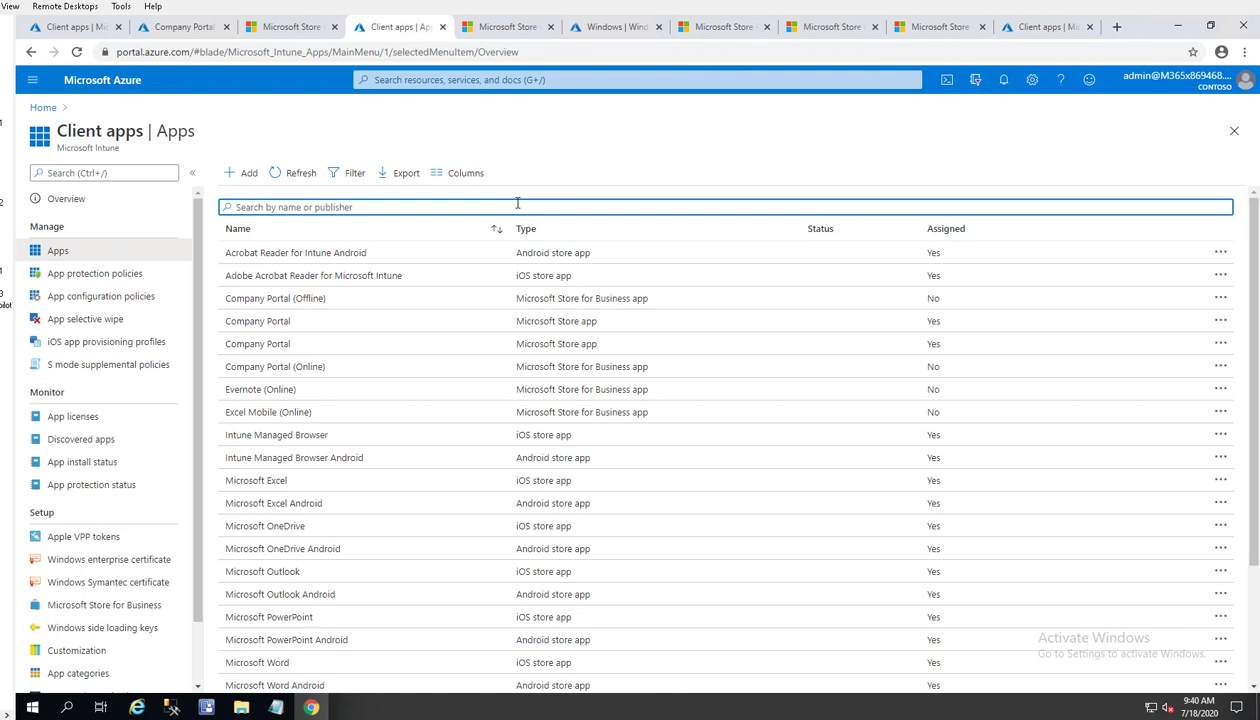 View Remote Desktops Tools Help
Client apps | Mic
Company Portal
Microsoft Store
Client apps | App
Microsoft Store
Windows | Wind
Microsoft Store
Microsoft Store
Microsoft Store
Client apps | Mic
portal.azure.com/#blade/Microsoft_Intune_Apps/MainMenu/1/selectedMenuItem/Overview
Microsoft Azure
Search resources, services, and docs (G+/)
admin@M365x869468....
CONTOSO
Home
Client apps | Apps
Microsoft Intune
Search (Ctrl+/)
«
Add Refresh Filter Export Columns
Overview
Manage
Apps
App protection policies
App configuration policies
App selective wipe
iOS app provisioning profiles
S mode supplemental policies
Monitor
App licenses
Discovered apps
App install status
App protection status
Setup
Apple VPP tokens
Windows enterprise certificate
Windows Symantec certificate
Microsoft Store for Business
Windows side loading keys
Customization
App categories
Search by name or publisher
Name Type Status Assigned
Acrobat Reader for Intune Android Android store app Yes ...
Adobe Acrobat Reader for Microsoft Intune iOS store app Yes ...
Company Portal (Offline) Microsoft Store for Business app No ...
Company Portal Microsoft Store app Yes ...
Company Portal Microsoft Store app Yes ...
Company Portal (Online) Microsoft Store for Business app No ...
Evernote (Online) Microsoft Store for Business app No ...
Excel Mobile (Online) Microsoft Store for Business app No ...
Intune Managed Browser iOS store app Yes ...
Intune Managed Browser Android Android store app Yes ...
Microsoft Excel iOS store app Yes ...
Microsoft Excel Android Android store app Yes ...
Microsoft OneDrive iOS store app Yes ...
Microsoft OneDrive Android Android store app Yes ...
Microsoft Outlook iOS store app Yes ...
Microsoft Outlook Android Android store app Yes ...
Microsoft PowerPoint iOS store app Yes ...
Microsoft PowerPoint Android Android store app Yes ...
Microsoft Word iOS store app Yes ...
Microsoft Word Android Android store app Yes ...
Activate Windows
Go to Settings to activate Windows.
9:40 AM
7/18/2020